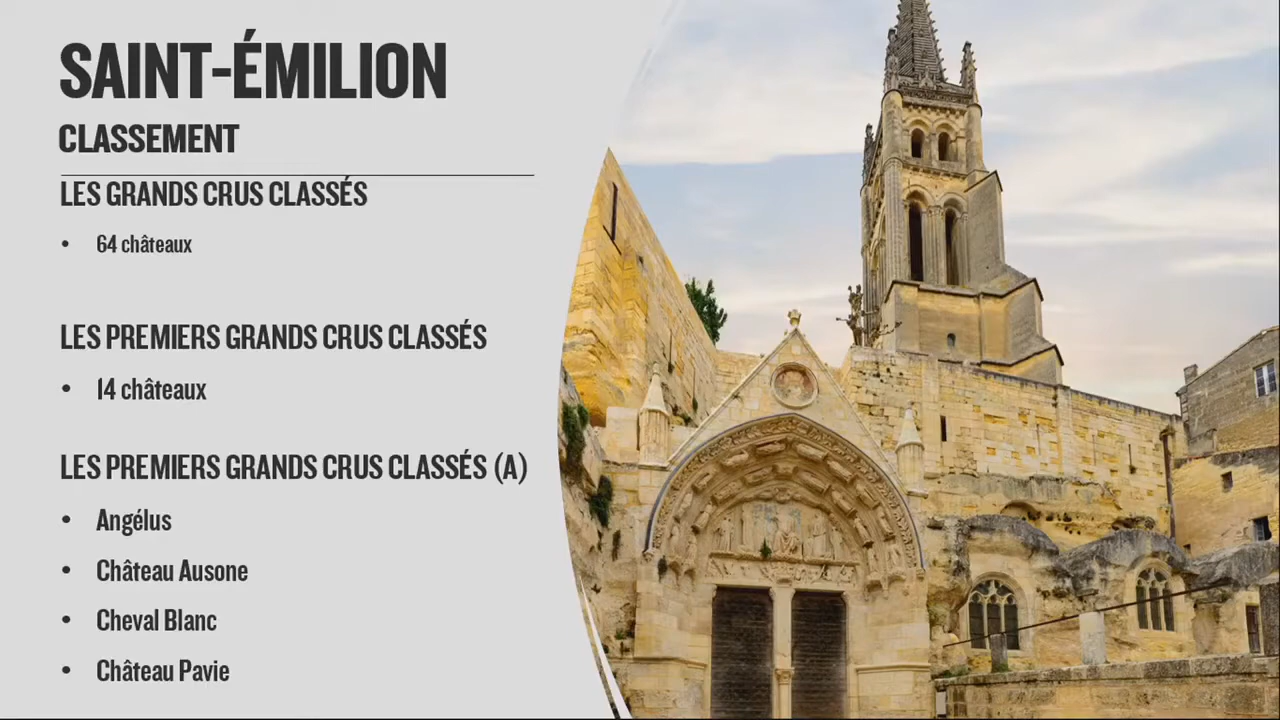 SAINT-ÉMILION
CLASSEMENT
LES GRANDS CRUS CLASSÉS
• 64 châteaux
LES PREMIERS GRANDS CRUS CLASSÉS
• 14 châteaux
LES PREMIERS GRANDS CRUS CLASSÉS (A)
• Angélus
• Château Ausone
• Cheval Blanc
• Château Pavie